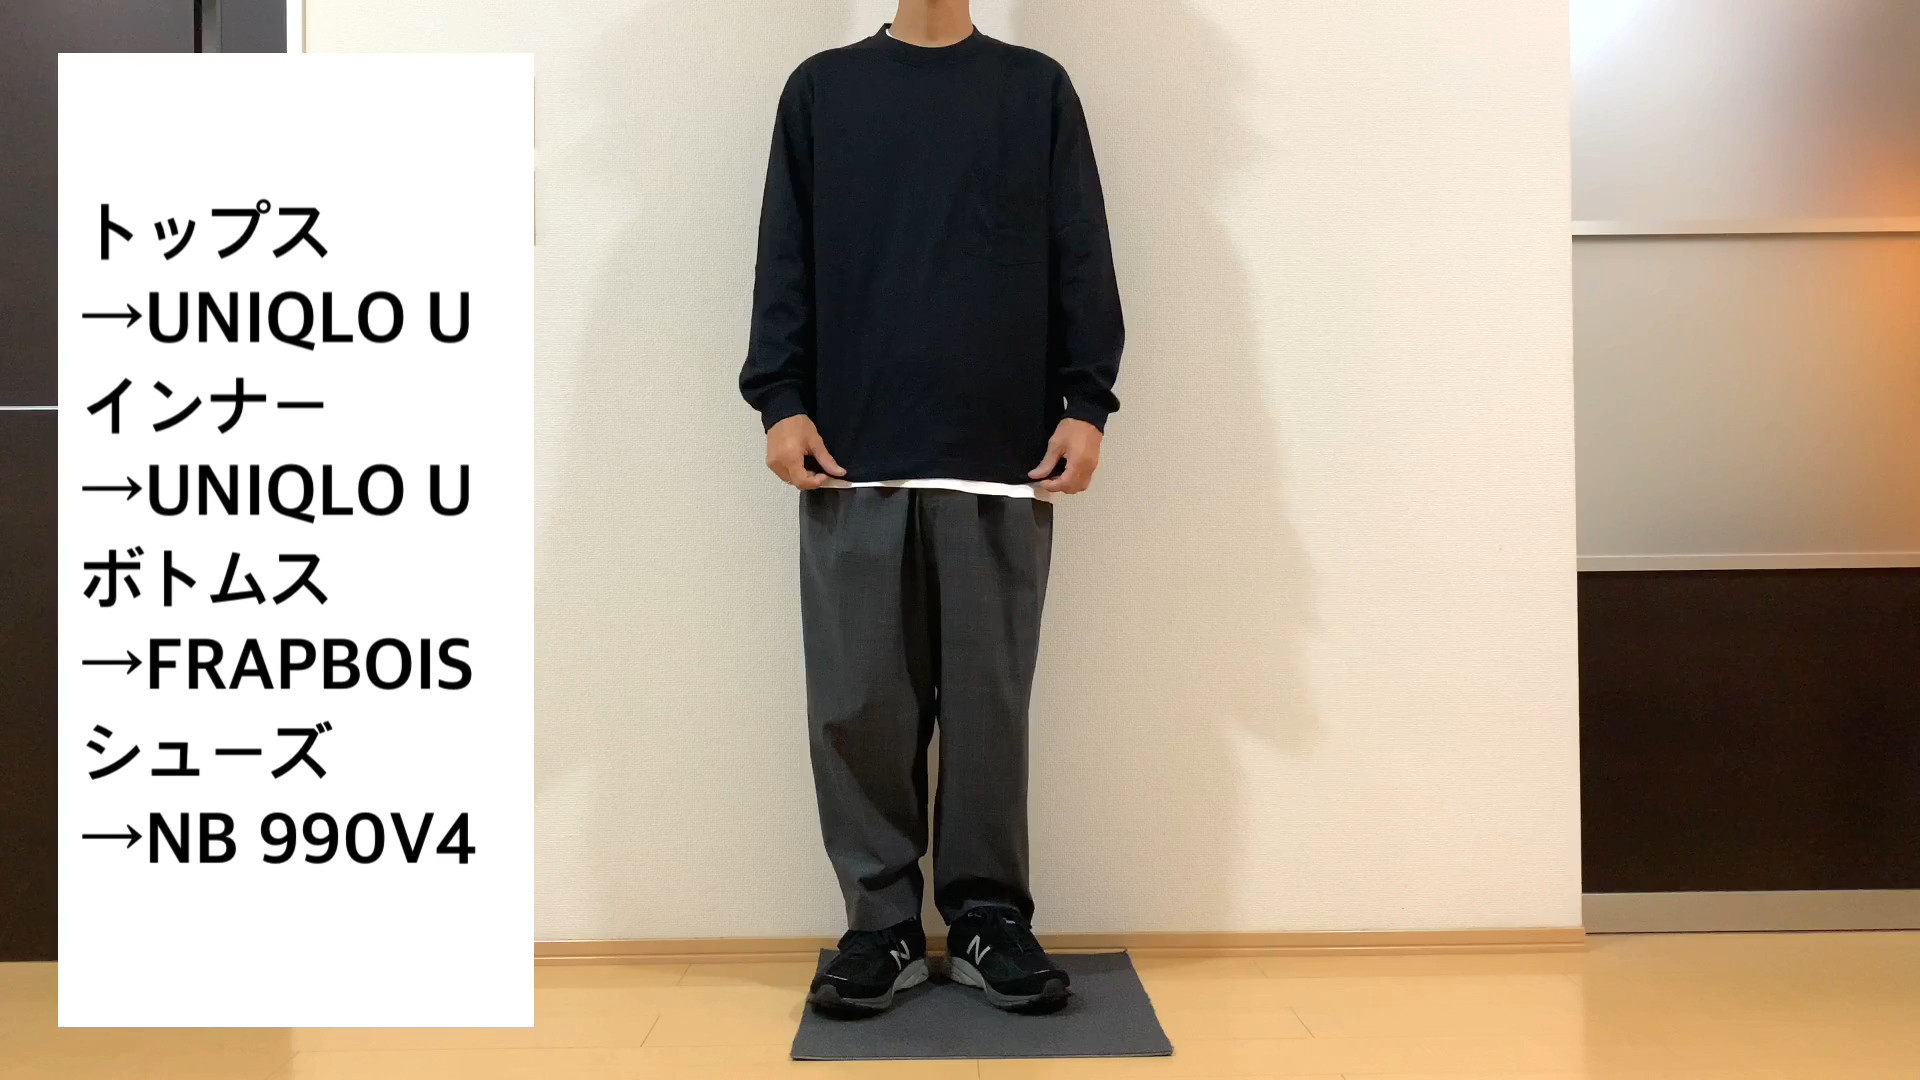 トップス
→UNIQLO U
インナー
→UNIQLO U
ボトムス
→FRAPBOIS
シューズ
→NB 990V4
N
N